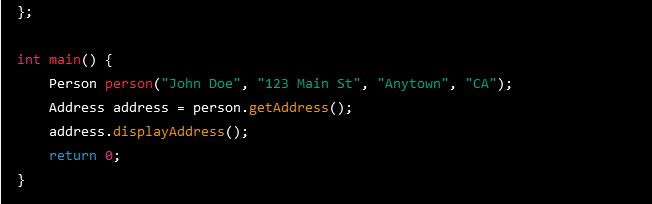 };
int main() {
    Person person("John Doe", "123 Main St", "Anytown", "CA");
    Address address = person.getAddress();
    address.displayAddress();
    return 0;
}